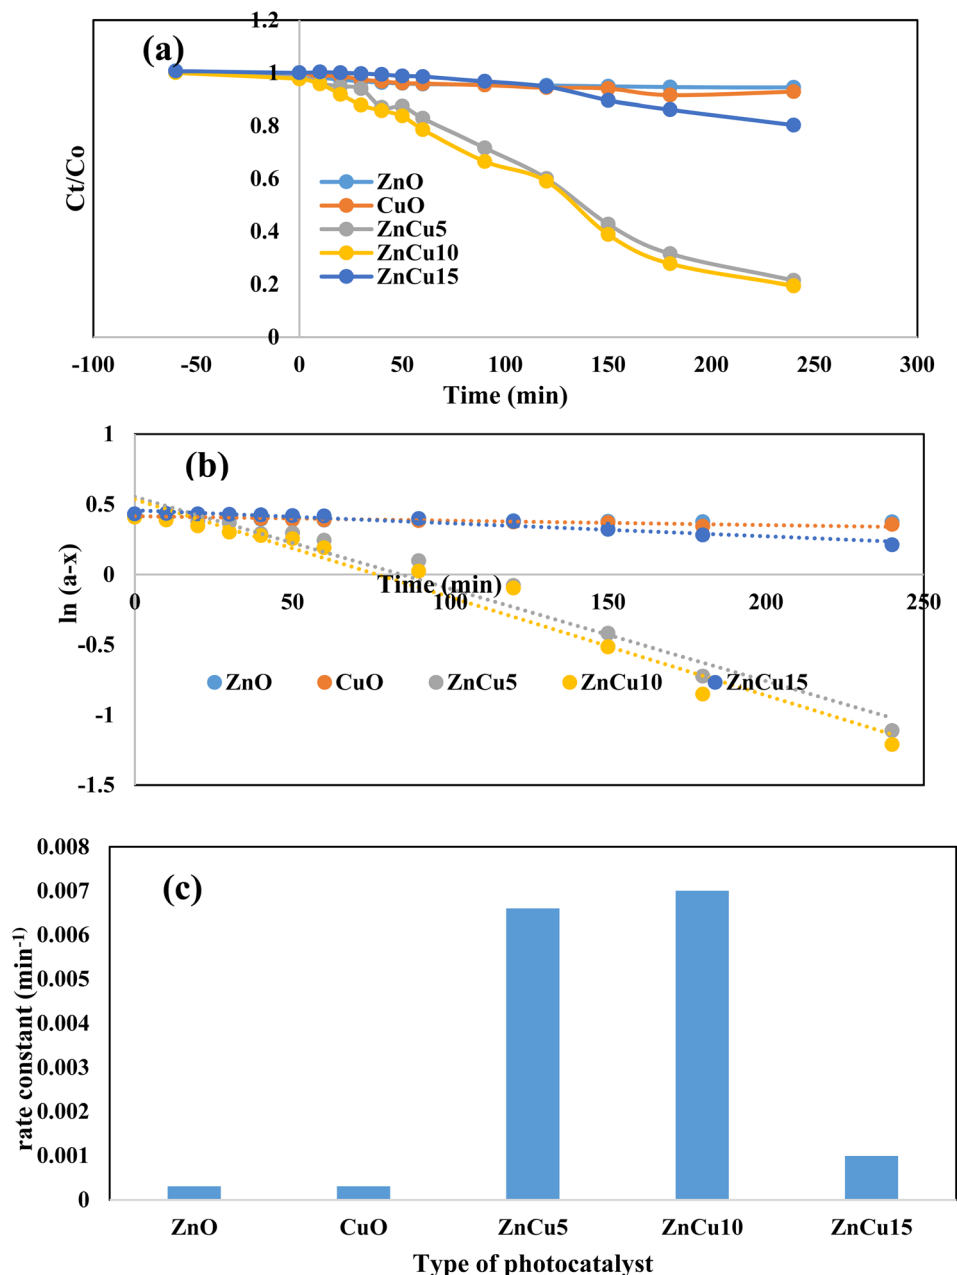 (a)
1.2
1
0.8
0.6
0.4
0.2
0
Ct/Co
ZnO
CuO
ZnCu5
ZnCu10
ZnCu15
-100 -50 0 50 100 150 200 250 300
Time (min)
(b)
1
0.5
0
-0.5
-1
-1.5
ln (a-x)
Time (min)
0 50 100 150 200 250
ZnO CuO ZnCu5 ZnCu10 ZnCu15
(c)
0.008
0.007
0.006
0.005
0.004
0.003
0.002
0.001
0
rate constant (min⁻¹)
ZnO CuO ZnCu5 ZnCu10 ZnCu15
Type of photocatalyst